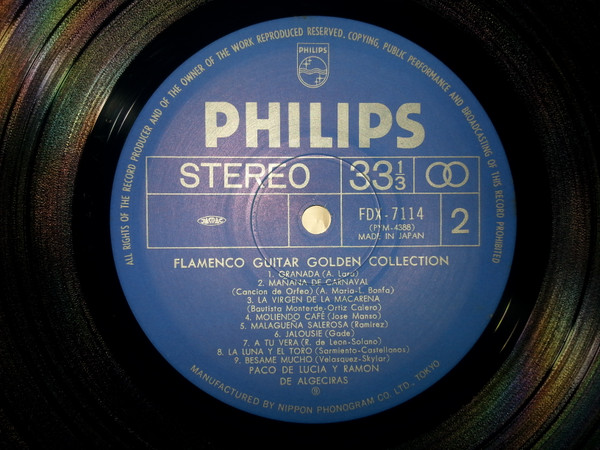 ALL RIGHTS OF THE RECORD PRODUCER AND OF THE OWNER OF THE WORK REPRODUCED RESERVED. COPYING, PUBLIC PERFORMANCE AND BROADCASTING OF THIS RECORD PROHIBITED
PHILIPS
PHILIPS
STEREO 33 1/3
FDX-7114
(PYM-4388)
MADE IN JAPAN
2
FLAMENCO GUITAR GOLDEN COLLECTION
1. GRANADA (A. Lara)
2. MAÑANA DE CARNAVAL
(Cancion de Orfeo) (A. Maria-L. Bonfa)
3. LA VIRGEN DE LA MACARENA
(Bautista Monterde-Ortiz Calero)
4. MOLIENDO CAFÉ (Jose Manso)
5. MALAGUEÑA SALEROSA (Ramirez)
6. JALOUSIE (Gade)
7. A TU VERA (R. de Leon-Solano)
8. LA LUNA Y EL TORO (Sarmiento-Castellanos)
9. BESAME MUCHO (Velasquez-Skylar)
PACO DE LUCIA Y RAMON
DE ALGECIRAS
MANUFACTURED BY NIPPON PHONOGRAM CO. LTD., TOKYO